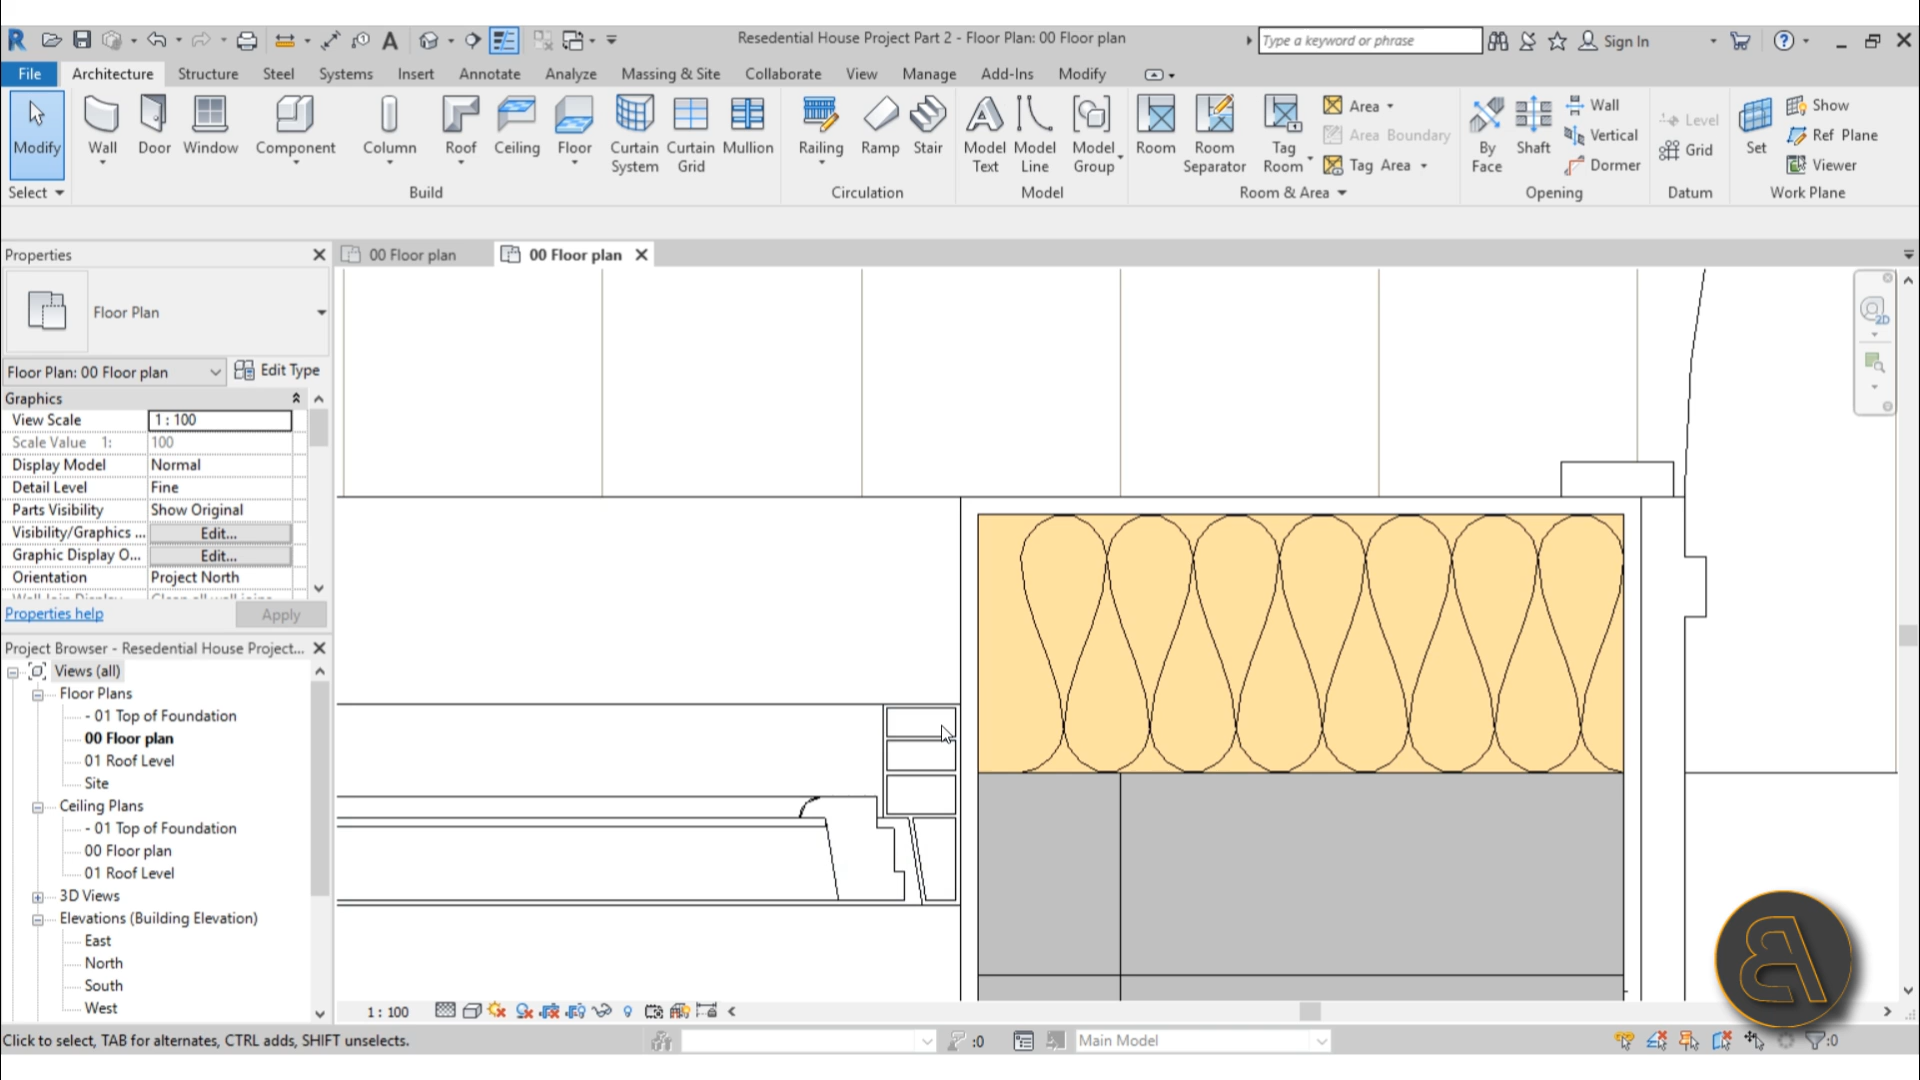 Resedential House Project Part 2 - Floor Plan: 00 Floor plan
Type a keyword or phrase
Sign In
File Architecture Structure Steel Systems Insert Annotate Analyze Massing & Site Collaborate View Manage Add-Ins Modify
Modify Wall Door Window Component Column Roof Ceiling Floor Curtain System Curtain Grid Mullion Railing Ramp Stair Model Text Model Line Model Group Room Room Separator Tag Room
Area
Area Boundary
Tag Area
By Face Shaft
Wall
Vertical
Dormer
Level
Grid
Set
Show
Ref Plane
Viewer
Select Build Circulation Model Room & Area Opening Datum Work Plane
Properties
00 Floor plan
00 Floor plan
2D
Floor Plan
Floor Plan: 00 Floor plan
Edit Type
Graphics
View Scale 1 : 100
Scale Value 1: 100
Display Model Normal
Detail Level Fine
Parts Visibility Show Original
Visibility/Graphics ... Edit...
Graphic Display O... Edit...
Orientation Project North
Properties help
Apply
Project Browser - Resedential House Project...
Views (all)
Floor Plans
- 01 Top of Foundation
00 Floor plan
01 Roof Level
Site
Ceiling Plans
- 01 Top of Foundation
00 Floor plan
01 Roof Level
3D Views
Elevations (Building Elevation)
East
North
South
West
1 : 100
Click to select, TAB for alternates, CTRL adds, SHIFT unselects.
:0
Main Model
:0